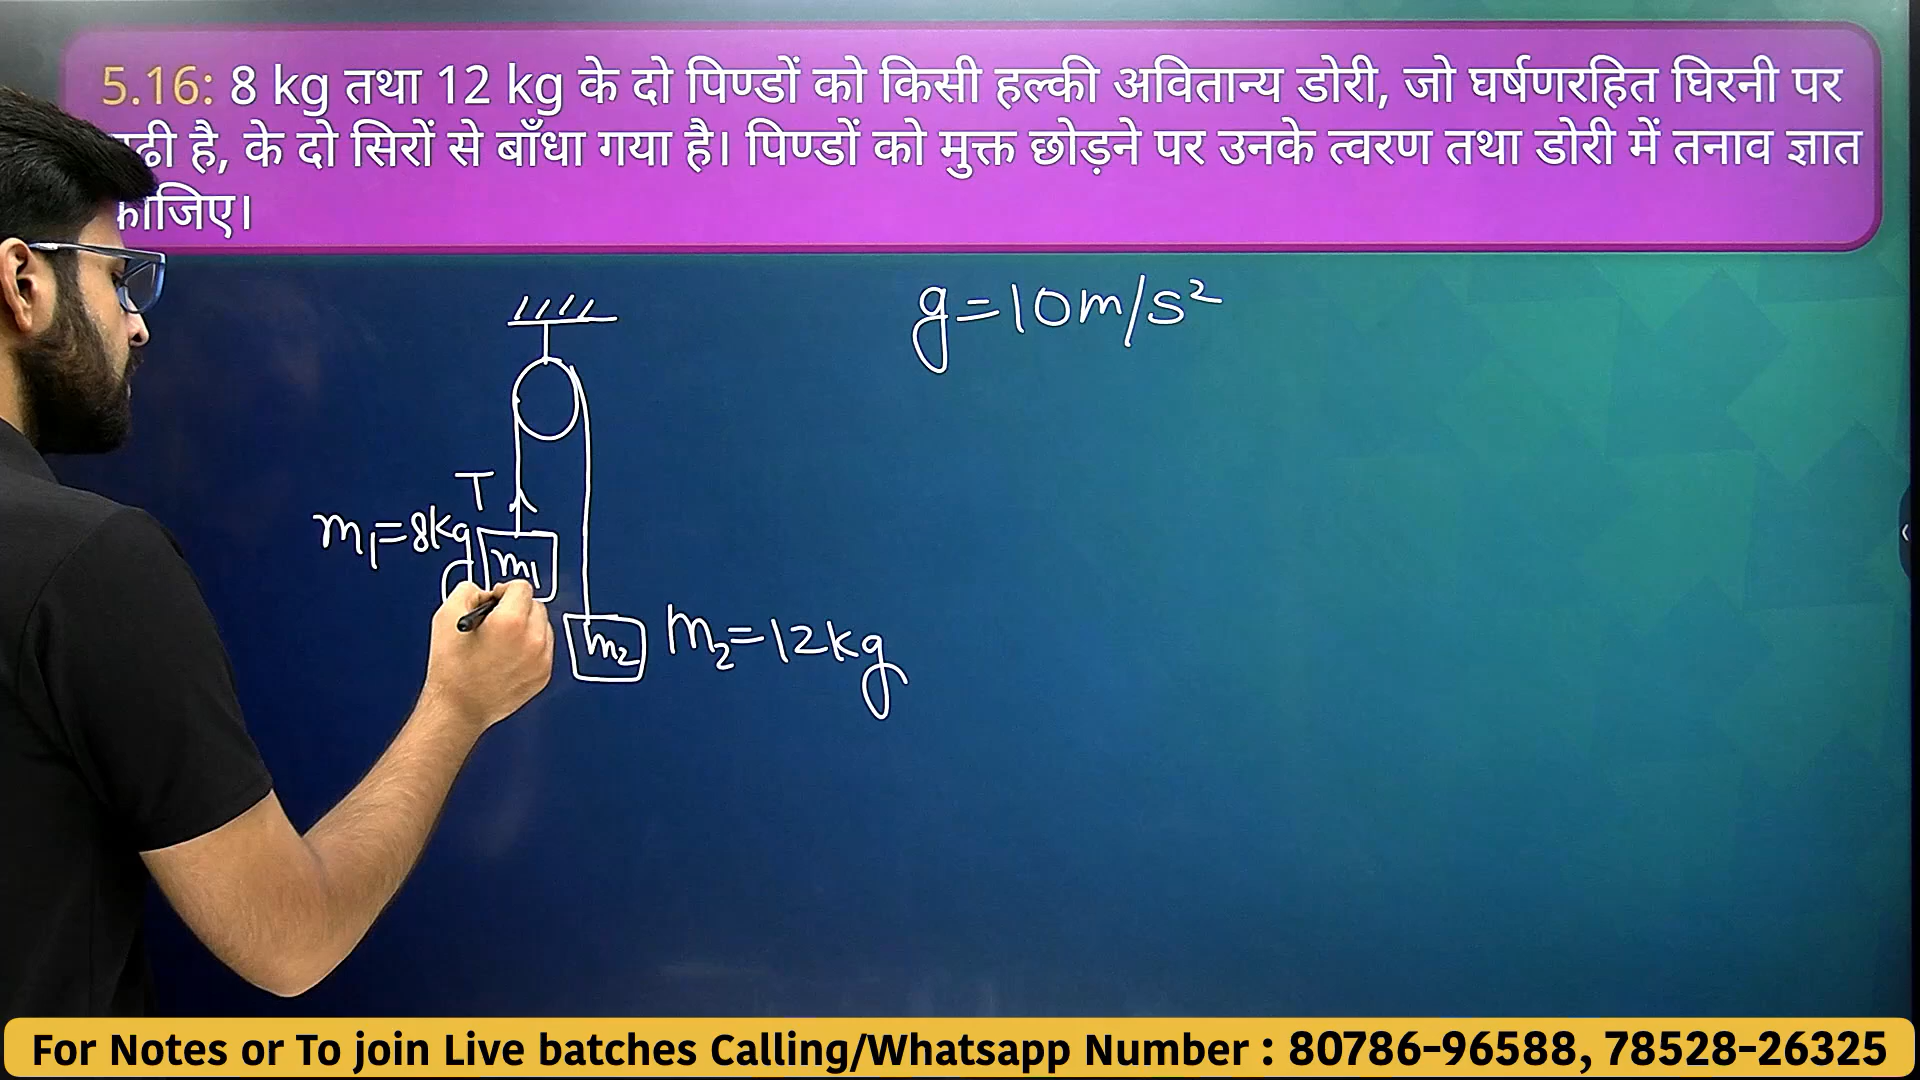 5.16: 8 kg तथा 12 kg के दो पिण्डों को किसी हल्की अवितान्य डोरी, जो घर्षणरहित घिरनी पर
है, के दो सिरों से बाँधा गया है। पिण्डों को मुक्त छोड़ने पर उनके त्वरण तथा डोरी में तनाव ज्ञात
g=10m/s²
T
m₁=8kg
m₁
m₂
m₂=12kg
For Notes or To join Live batches Calling/Whatsapp Number : 80786-96588, 78528-26325